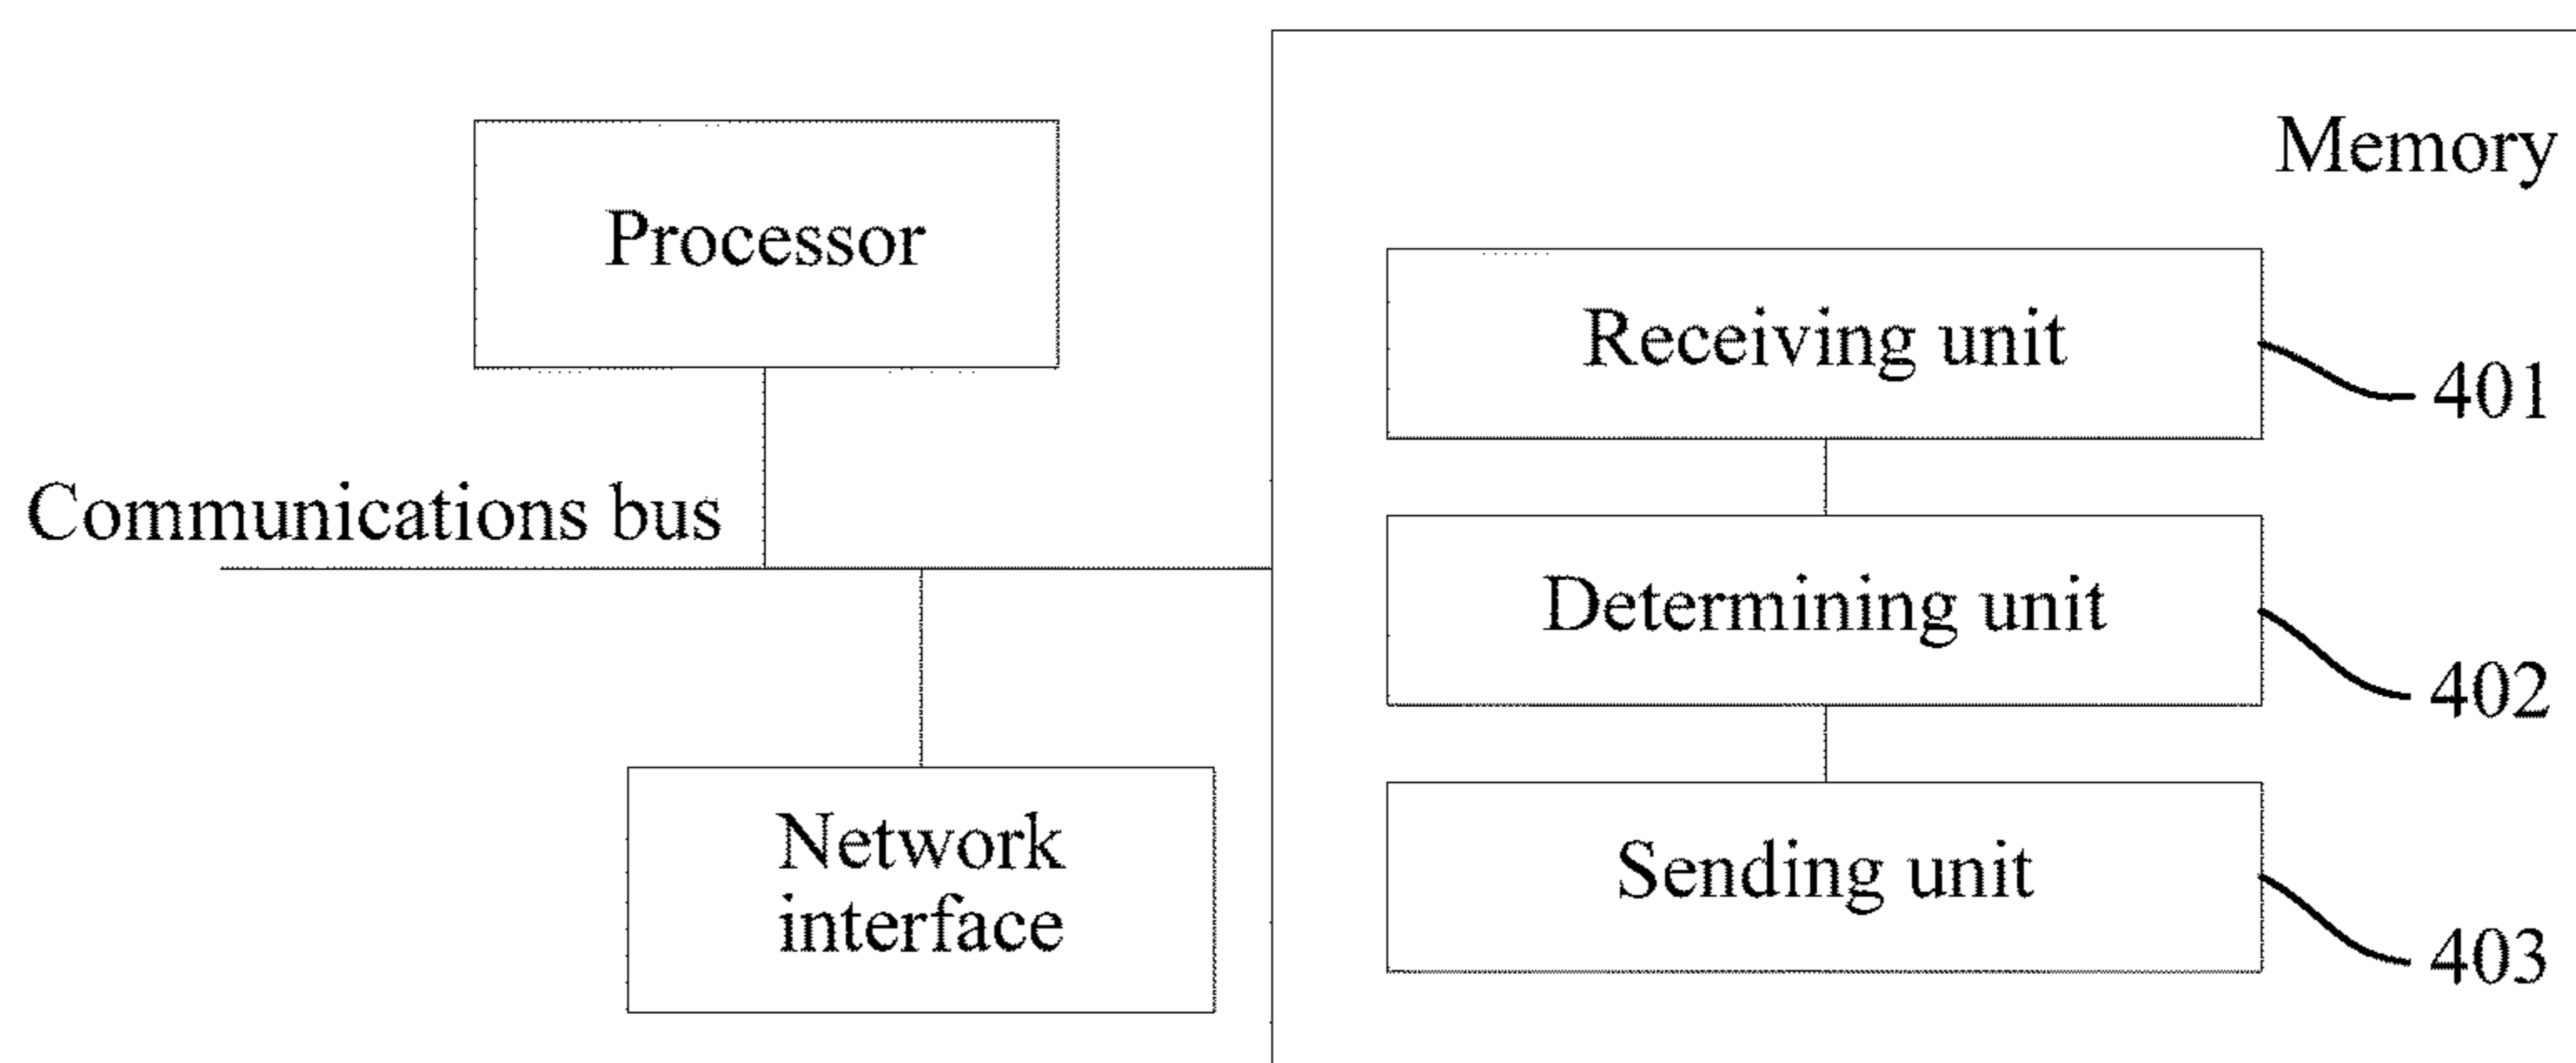 Memory
Processor
Receiving unit
401
Communications bus
Determining unit
402
Network
interface
Sending unit
403